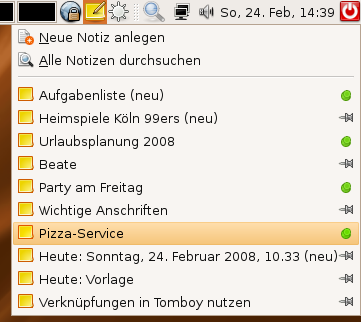 So, 24. Feb, 14:39
Neue Notiz anlegen
Alle Notizen durchsuchen
Aufgabenliste (neu)
Heimspiele Köln 99ers (neu)
Urlaubsplanung 2008
Beate
Party am Freitag
Wichtige Anschriften
Pizza-Service
Heute: Sonntag, 24. Februar 2008, 10.33 (neu)
Heute: Vorlage
Verknüpfungen in Tomboy nutzen